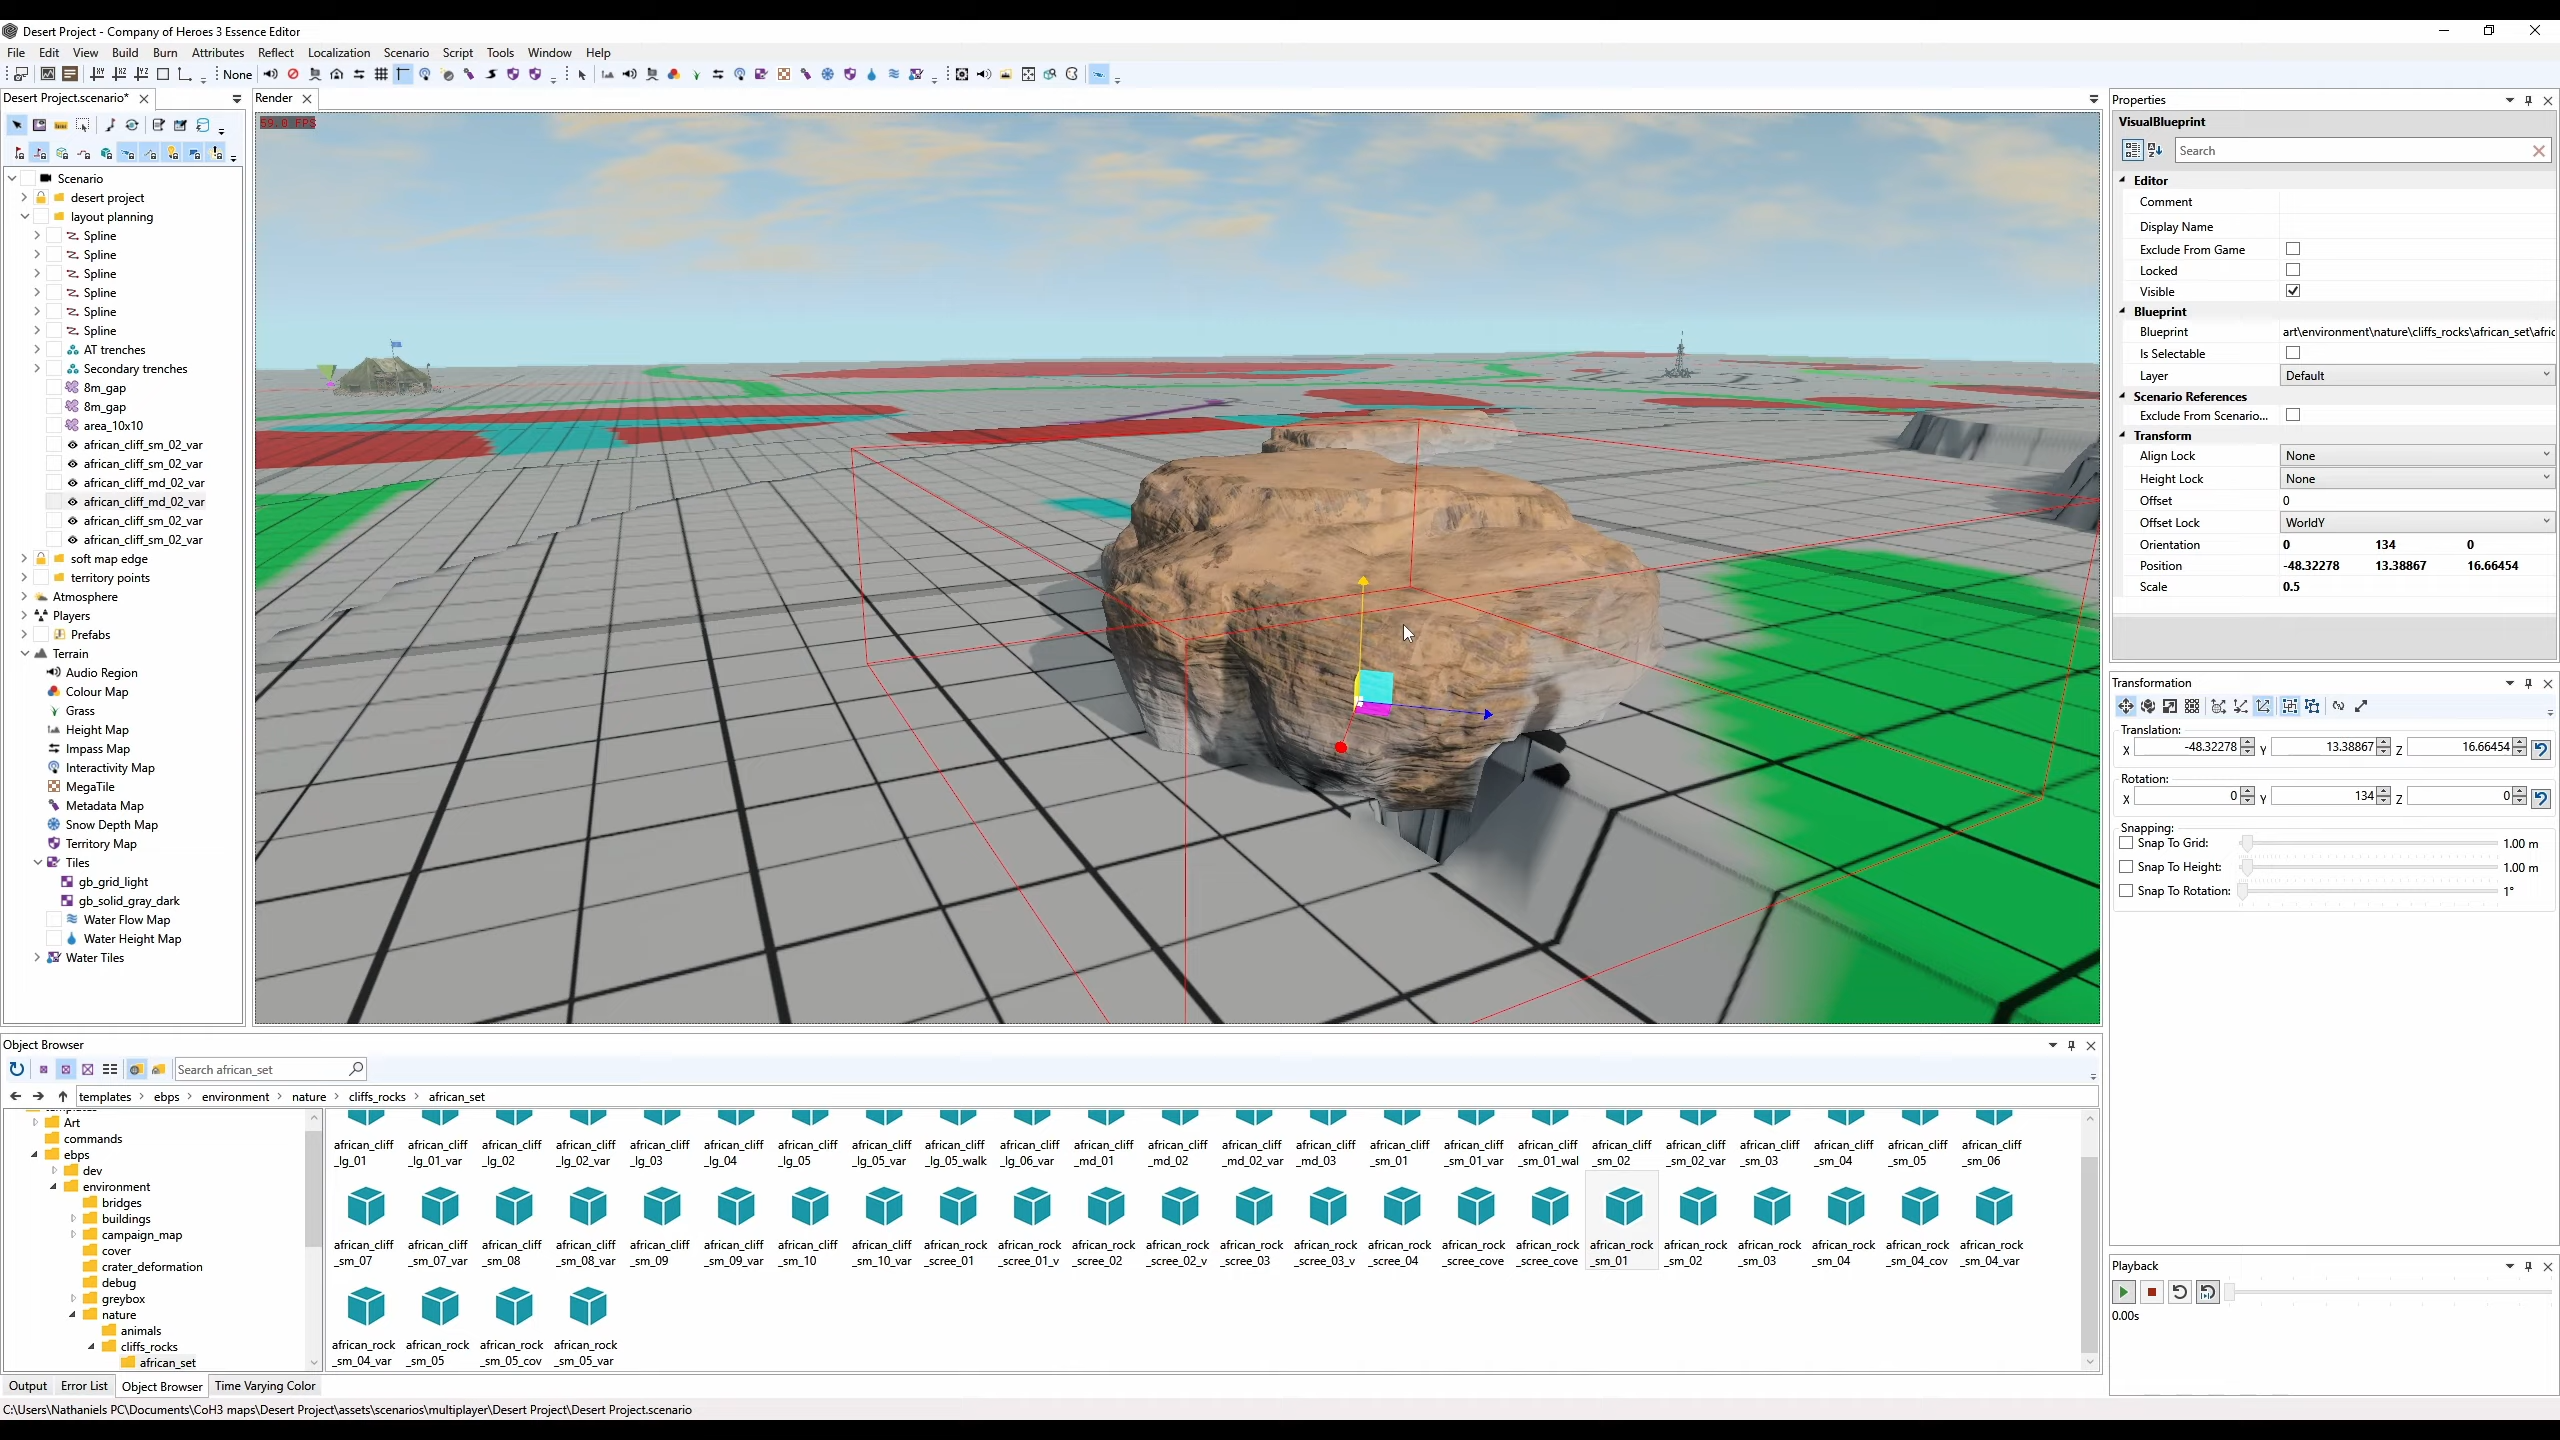 Desert Project - Company of Heroes 3 Essence Editor
File Edit View Build Burn Attributes Reflect Localization Scenario Script Tools Window Help
None
Desert Project.scenario*
Render
59.0 FPS
Scenario
desert project
layout planning
Spline
Spline
Spline
Spline
Spline
Spline
AT trenches
Secondary trenches
8m_gap
8m_gap
area_10x10
african_cliff_sm_02_var
african_cliff_sm_02_var
african_cliff_md_02_var
african_cliff_md_02_var
african_cliff_sm_02_var
african_cliff_sm_02_var
soft map edge
territory points
Atmosphere
Players
Prefabs
Terrain
Audio Region
Colour Map
Grass
Height Map
Impass Map
Interactivity Map
MegaTile
Metadata Map
Snow Depth Map
Territory Map
Tiles
gb_grid_light
gb_solid_gray_dark
Water Flow Map
Water Height Map
Water Tiles
Properties
VisualBlueprint
Search
Editor
Comment
Display Name
Exclude From Game
Locked
Visible
Blueprint
Blueprint art\environment\nature\cliffs_rocks\african_set\afric
Is Selectable
Layer Default
Scenario References
Exclude From Scenario...
Transform
Align Lock None
Height Lock None
Offset 0
Offset Lock WorldY
Orientation 0 134 0
Position -48.32278 13.38867 16.66454
Scale 0.5
Transformation
Translation:
X -48.32278 Y 13.38867 Z 16.66454
Rotation:
X 0 Y 134 Z 0
Snapping:
Snap To Grid: 1.00 m
Snap To Height: 1.00 m
Snap To Rotation: 1°
Playback
0.00s
Object Browser
Search african_set
templates > ebps > environment > nature > cliffs_rocks > african_set
Art
commands
ebps
dev
environment
bridges
buildings
campaign_map
cover
crater_deformation
debug
greybox
nature
animals
cliffs_rocks
african_set
african_cliff african_cliff african_cliff african_cliff african_cliff african_cliff african_cliff african_cliff african_cliff african_cliff african_cliff african_cliff african_cliff african_cliff african_cliff african_cliff african_cliff african_cliff african_cliff african_cliff african_cliff african_cliff african_cliff
_lg_01 _lg_01_var _lg_02 _lg_02_var _lg_03 _lg_04 _lg_05 _lg_05_var _lg_05_walk _lg_06_var _md_01 _md_02 _md_02_var _md_03 _sm_01 _sm_01_var _sm_01_wal _sm_02 _sm_02_var _sm_03 _sm_04 _sm_05 _sm_06
african_cliff african_cliff african_cliff african_cliff african_cliff african_cliff african_cliff african_cliff african_rock african_rock african_rock african_rock african_rock african_rock african_rock african_rock african_rock african_rock african_rock african_rock african_rock african_rock african_rock
_sm_07 _sm_07_var _sm_08 _sm_08_var _sm_09 _sm_09_var _sm_10 _sm_10_var _scree_01 _scree_01_v _scree_02 _scree_02_v _scree_03 _scree_03_v _scree_04 _scree_cove _scree_cove _sm_01 _sm_02 _sm_03 _sm_04 _sm_04_cov _sm_04_var
african_rock african_rock african_rock african_rock
_sm_04_var _sm_05 _sm_05_cov _sm_05_var
Output Error List Object Browser Time Varying Color
C:\Users\Nathaniels PC\Documents\CoH3 maps\Desert Project\assets\scenarios\multiplayer\Desert Project\Desert Project.scenario